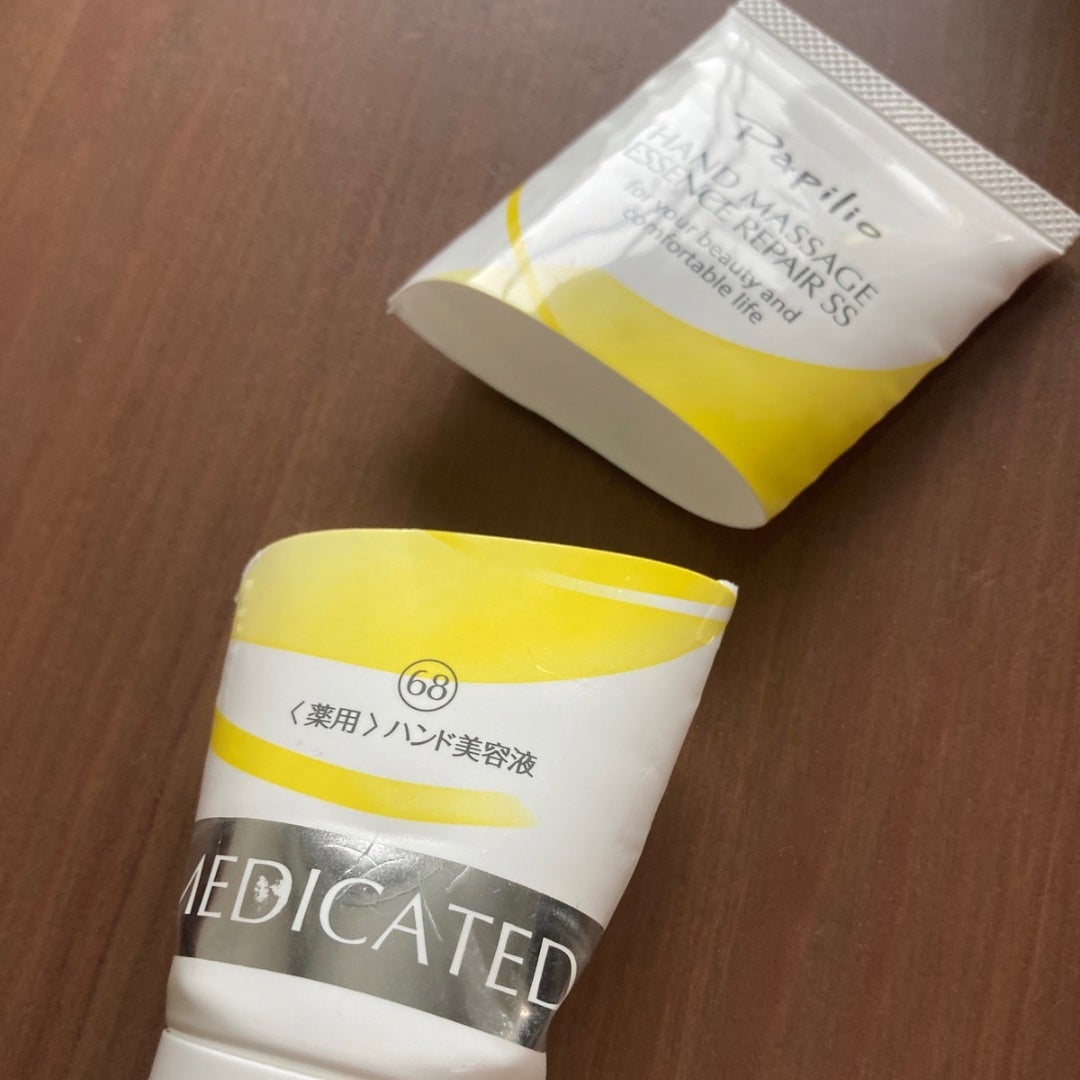 Papilio
HAND MASSAGE
ESSENCE REPAIR SS
for your beauty and
comfortable life
68
〈薬用〉ハンド美容液
MEDICATED